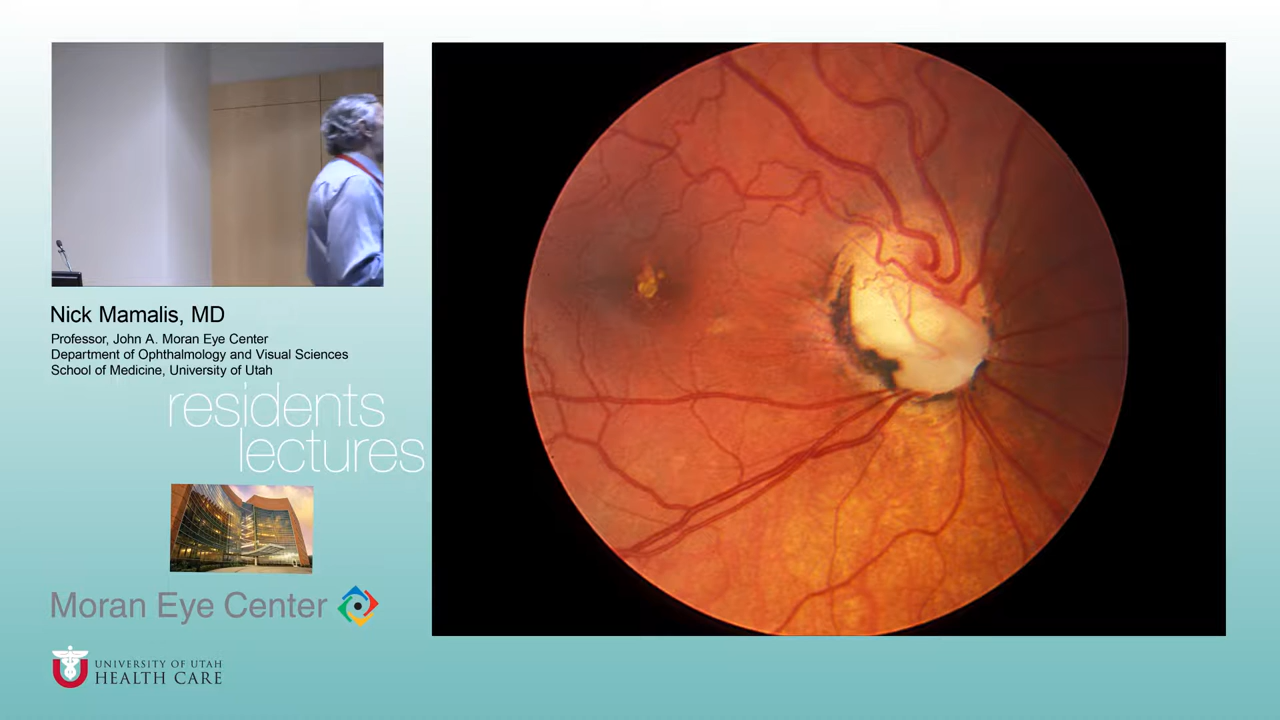 Nick Mamalis, MD
Professor, John A. Moran Eye Center
Department of Ophthalmology and Visual Sciences
School of Medicine, University of Utah
residents
lectures
Moran Eye Center
UNIVERSITY OF UTAH
HEALTH CARE